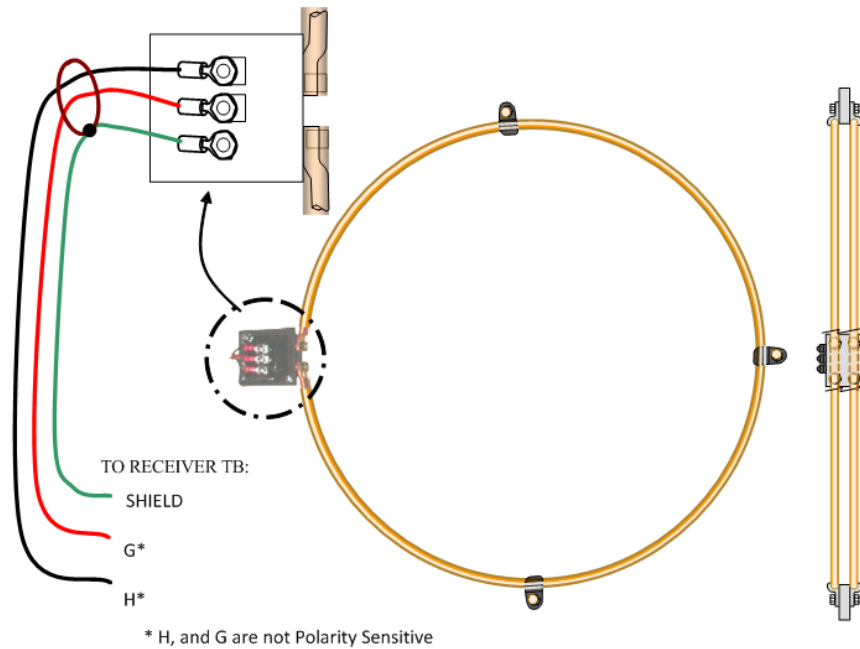 TO RECEIVER TB:
SHIELD
G*
H*
* H, and G are not Polarity Sensitive